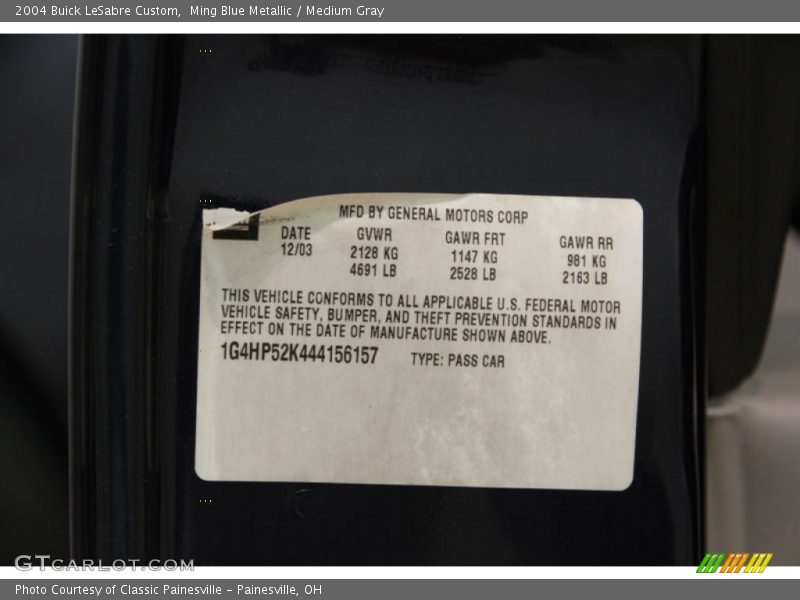 2004 Buick LeSabre Custom,  Ming Blue Metallic / Medium Gray
MFD BY GENERAL MOTORS CORP
DATE GVWR GAWR FRT GAWR RR
12/03 2128 KG 1147 KG 981 KG
4691 LB 2528 LB 2163 LB
THIS VEHICLE CONFORMS TO ALL APPLICABLE U.S. FEDERAL MOTOR
VEHICLE SAFETY, BUMPER, AND THEFT PREVENTION STANDARDS IN
EFFECT ON THE DATE OF MANUFACTURE SHOWN ABOVE.
1G4HP52K444156157 TYPE: PASS CAR
GTCARLOT.COM
Photo Courtesy of Classic Painesville - Painesville, OH